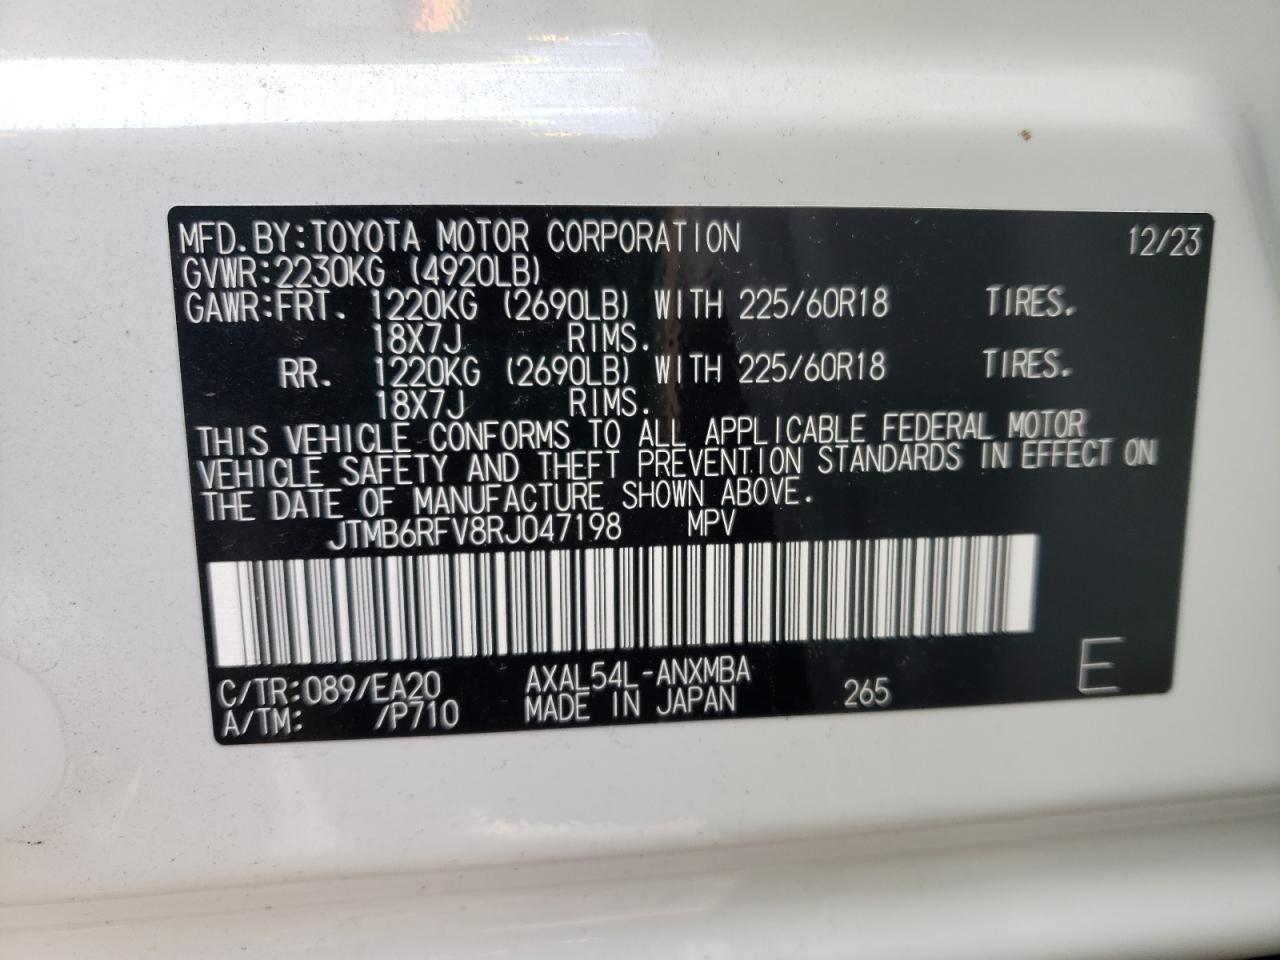 MFD.BY:TOYOTA MOTOR CORPORATION 12/23
GVWR:2230KG (4920LB)
GAWR:FRT. 1220KG (2690LB) WITH 225/60R18 TIRES.
18X7J RIMS.
RR. 1220KG (2690LB) WITH 225/60R18 TIRES.
18X7J RIMS.
THIS VEHICLE CONFORMS TO ALL APPLICABLE FEDERAL MOTOR
VEHICLE SAFETY AND THEFT PREVENTION STANDARDS IN EFFECT ON
THE DATE OF MANUFACTURE SHOWN ABOVE.
JTMB6RFV8RJ047198 MPV
C/TR:089/EA20 AXAL54L-ANXMBA E
A/TM: /P710 MADE IN JAPAN 265